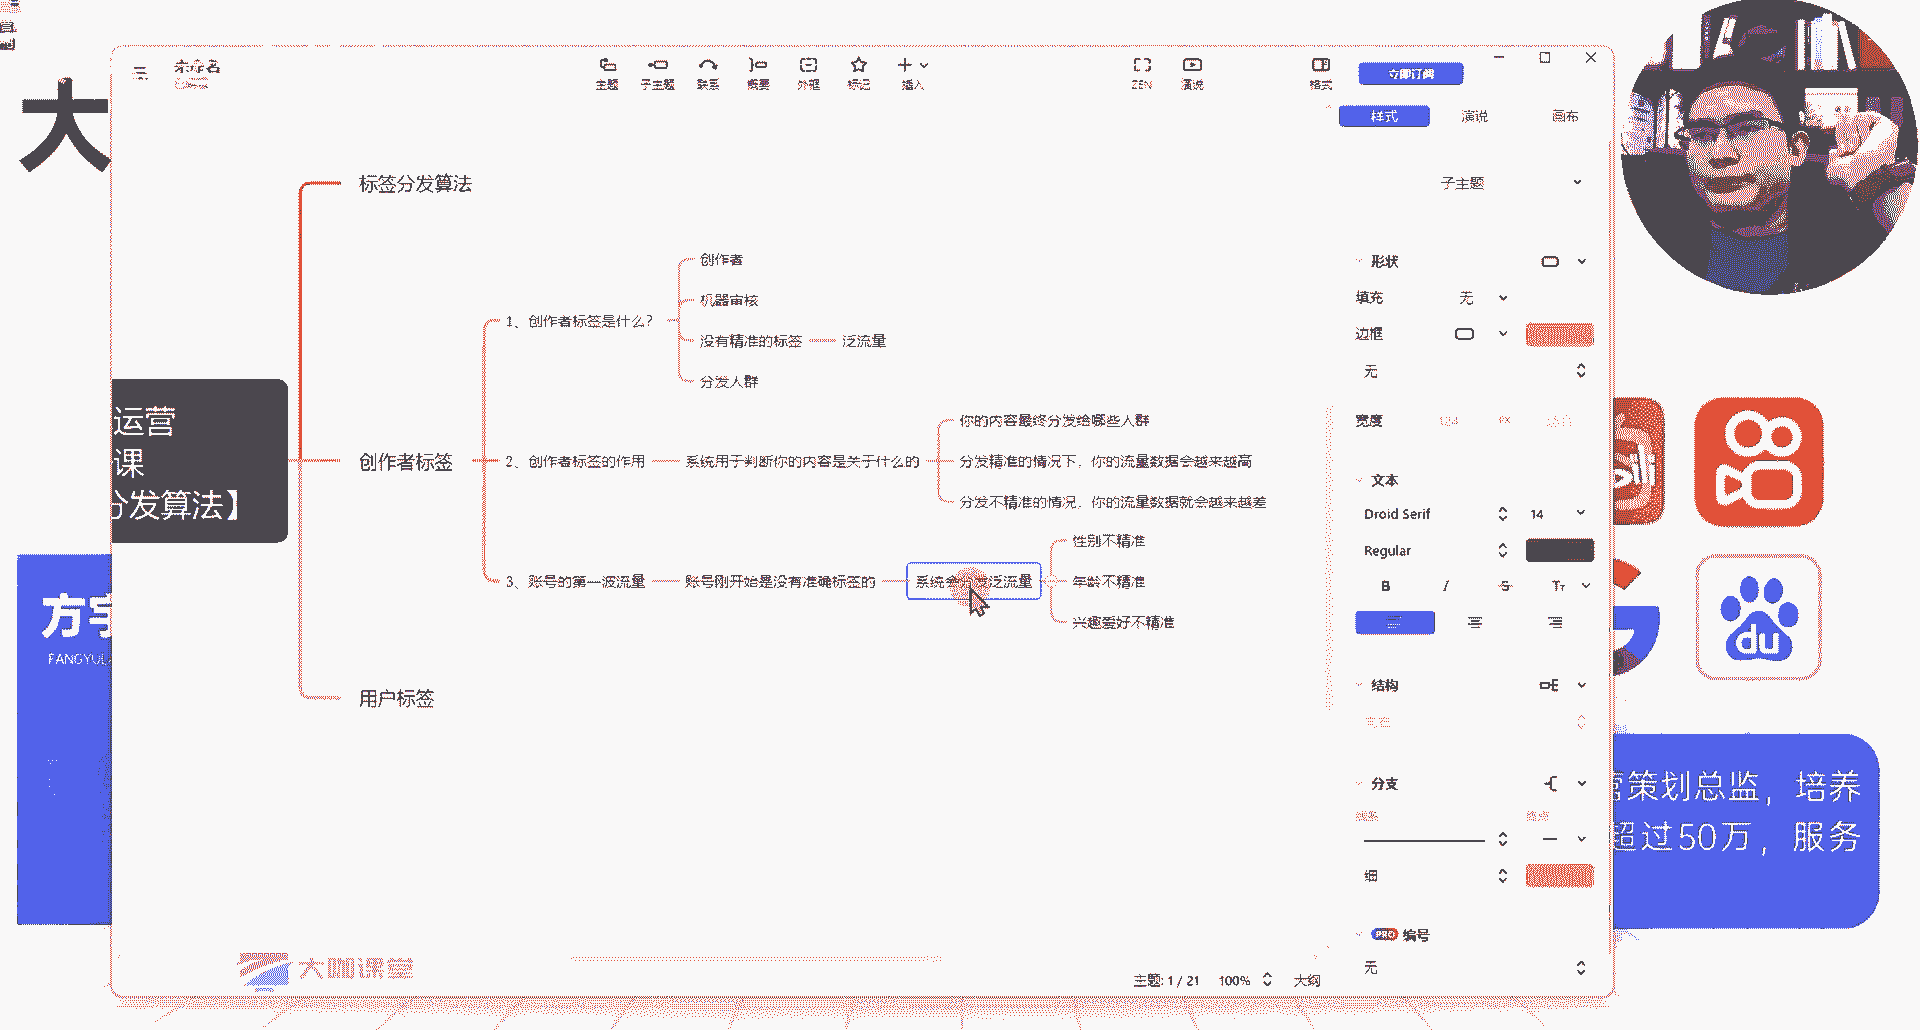 大
未命名
主题
子主题
联系
概要
外框
标记
插入
ZEN
演说
格式
立即订阅
样式
演说
画布
标签分发算法
创作者
机器审核
1、创作者标签是什么?
没有精准的标签
泛流量
分发人群
运营
课
分发算法】
创作者标签
2、创作者标签的作用
系统用于判断你的内容是关于什么的
你的内容最终分发给哪些人群
分发精准的情况下，你的流量数据会越来越高
分发不精准的情况，你的流量数据就会越来越差
3、账号的第一波流量
账号刚开始是没有准确标签的
泛流量
性别不精准
年龄不精准
兴趣爱好不精准
用户标签
子主题
形状
填充
无
边框
无
宽度
文本
Droid Serif
14
Regular
B
I
S
Tт
结构
分支
细
PRO 编号
无
主题: 1 / 21
100%
大纲
大咖课堂
方
FANGYU
du
策划总监，培养
超过50万，服务